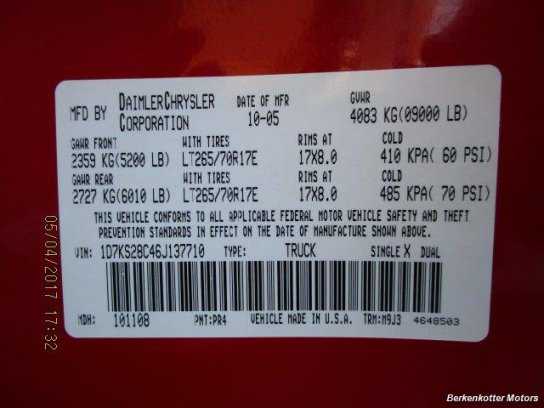 MFD BY DAIMLERCHRYSLER CORPORATION DATE OF MFR 10-05 GVWR 4083 KG(09000 LB)
GAWR FRONT WITH TIRES RIMS AT COLD
2359 KG(5200 LB) LT265/70R17E 17X8.0 410 KPA( 60 PSI)
GAWR REAR WITH TIRES RIMS AT COLD
2727 KG(6010 LB) LT265/70R17E 17X8.0 485 KPA( 70 PSI)
THIS VEHICLE CONFORMS TO ALL APPLICABLE FEDERAL MOTOR VEHICLE SAFETY AND THEFT
PREVENTION STANDARDS IN EFFECT ON THE DATE OF MANUFACTURE SHOWN ABOVE.
VIN: 1D7KS28C46J137710 TYPE: TRUCK SINGLE X DUAL
MDH: 101108 PNT:PR4 VEHICLE MADE IN U.S.A. TRM:M9J3 4648503
05/04/2017 17:32
Berkenkotter Motors